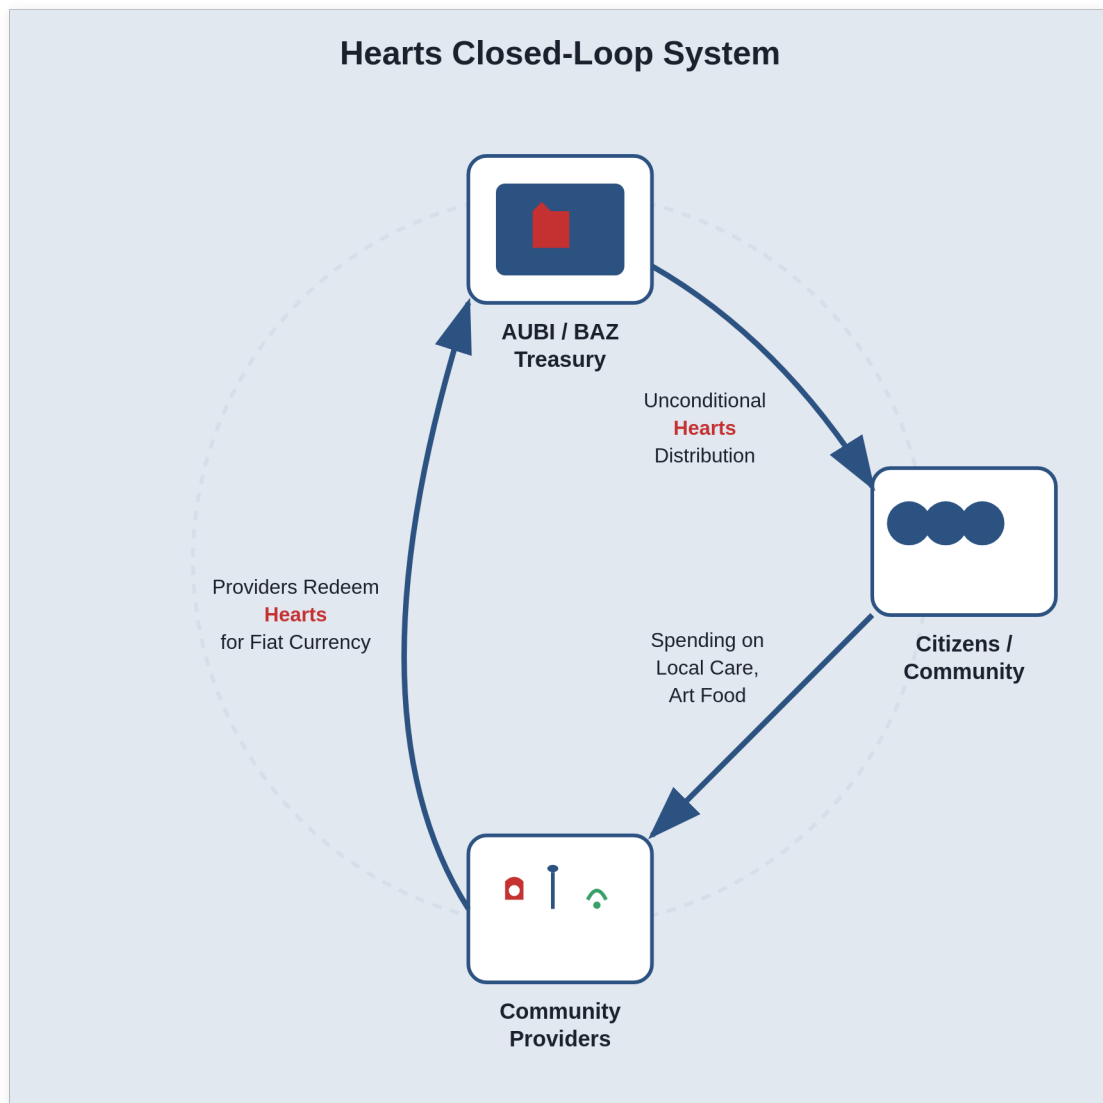 Hearts Closed-Loop System
AUBI / BAZ
Treasury
Unconditional
Hearts
Distribution
Citizens /
Community
Providers Redeem
Hearts
for Fiat Currency
Spending on
Local Care,
Art Food
Community
Providers